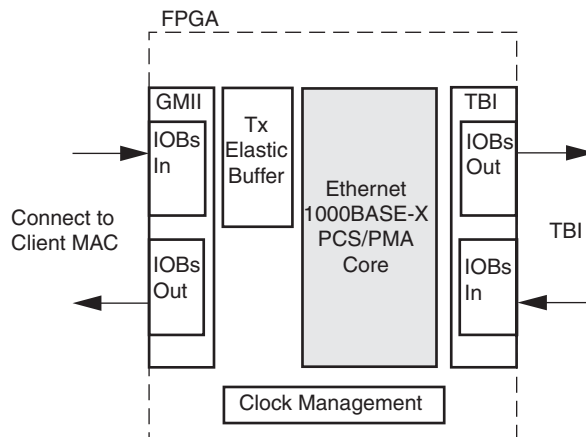 FPGA
GMII
IOBs
In
Connect to
Client MAC
IOBs
Out
Tx
Elastic
Buffer
Ethernet
1000BASE-X
PCS/PMA
Core
TBI
IOBs
Out
IOBs
In
TBI
Clock Management